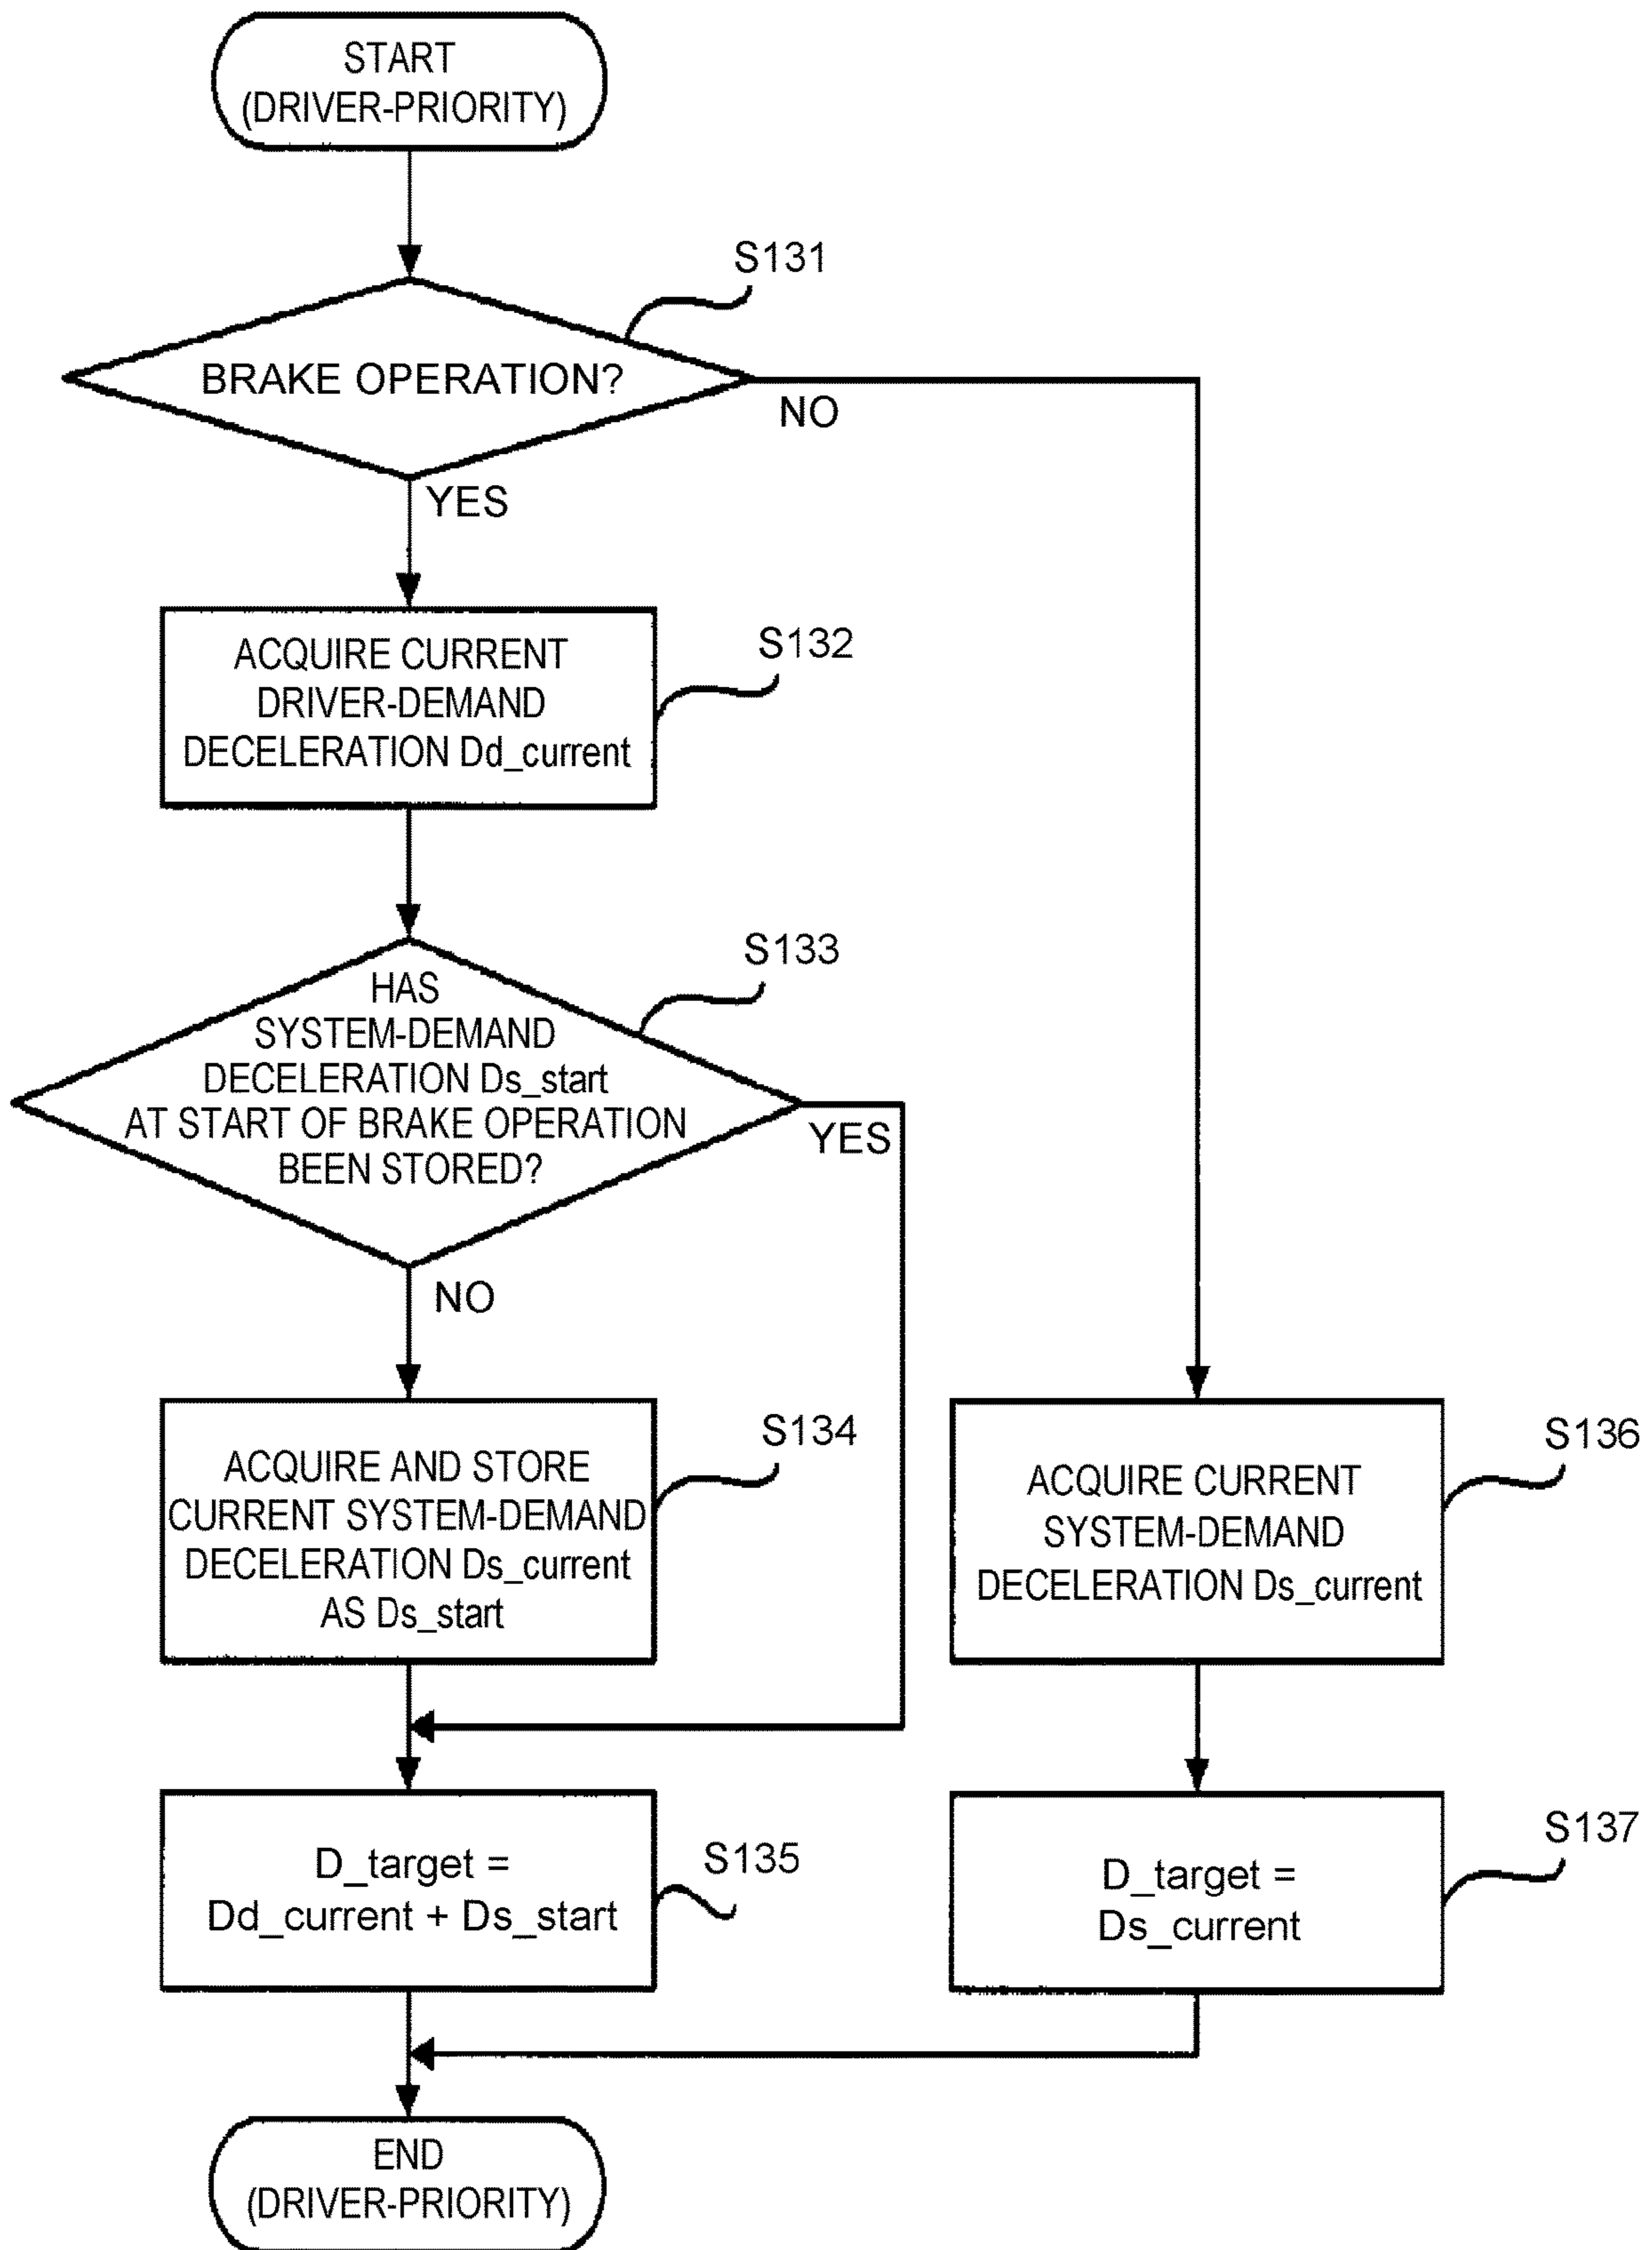 START
(DRIVER-PRIORITY)
S131
BRAKE OPERATION?
NO
YES
S132
ACQUIRE CURRENT
DRIVER-DEMAND
DECELERATION Dd_current
S133
HAS
SYSTEM-DEMAND
DECELERATION Ds_start
AT START OF BRAKE OPERATION
BEEN STORED?
YES
NO
S134
ACQUIRE AND STORE
CURRENT SYSTEM-DEMAND
DECELERATION Ds_current
AS Ds_start
S136
ACQUIRE CURRENT
SYSTEM-DEMAND
DECELERATION Ds_current
S135
D_target =
Dd_current + Ds_start
S137
D_target =
Ds_current
END
(DRIVER-PRIORITY)